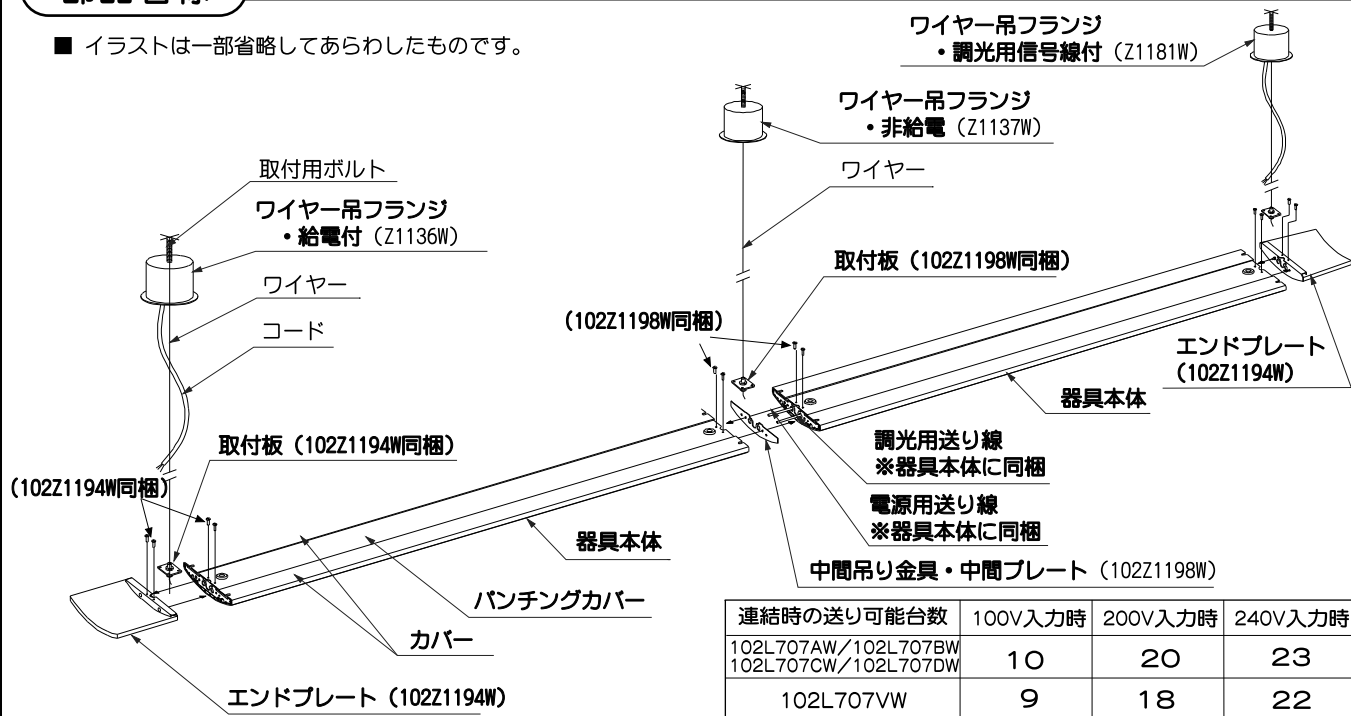 ■ イラストは一部省略してあらわしたものです。
ワイヤー吊フランジ
・調光用信号線付（Z1181W）
ワイヤー吊フランジ
・非給電（Z1137W）
ワイヤー
取付用ボルト
ワイヤー吊フランジ
・給電付（Z1136W）
ワイヤー
コード
取付板（102Z1198W同梱）
（102Z1198W同梱）
エンドプレート
（102Z1194W）
器具本体
取付板（102Z1194W同梱）
（102Z1194W同梱）
調光用送り線
※器具本体に同梱
電源用送り線
※器具本体に同梱
器具本体
中間吊り金具・中間プレート（102Z1198W）
パンチングカバー
カバー
エンドプレート（102Z1194W）
連結時の送り可能台数 100V入力時 200V入力時 240V入力時
102L707AW／102L707BW
102L707CW／102L707DW 10 20 23
102L707VW 9 18 22